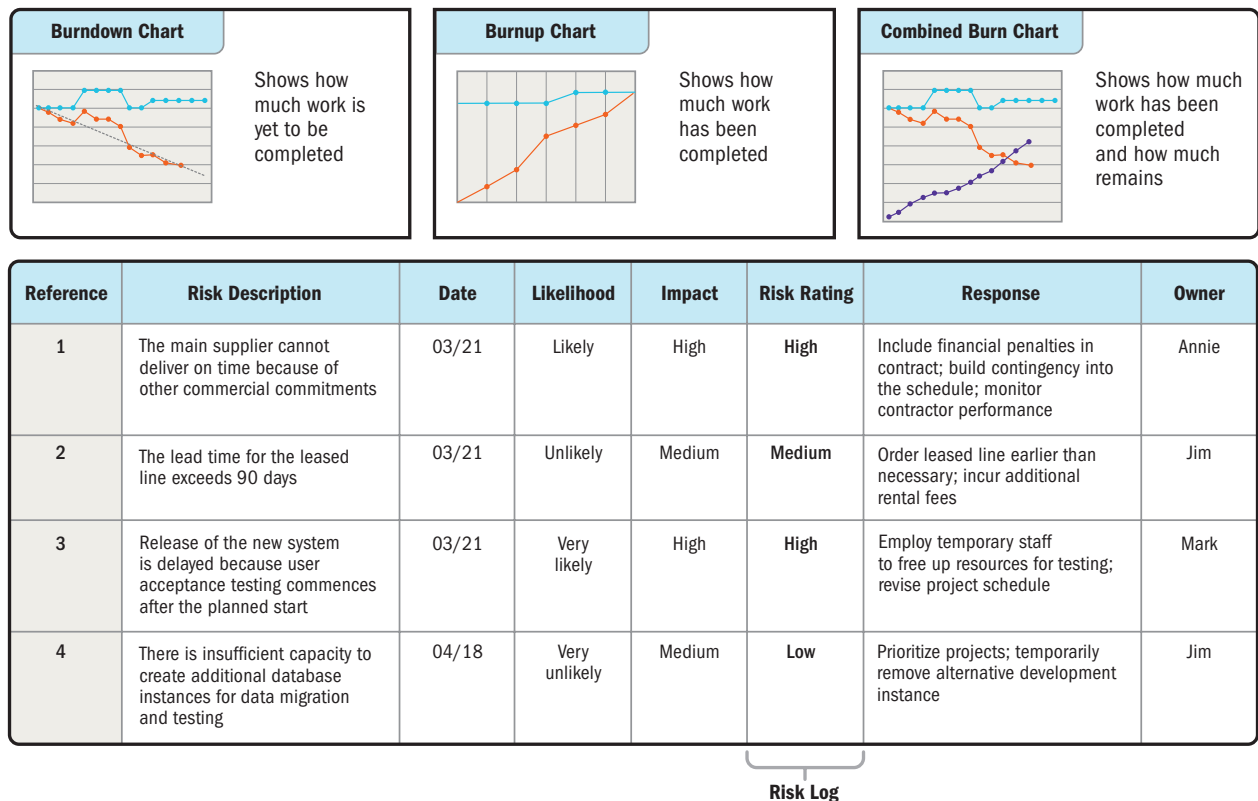 Burndown Chart
Shows how
much work is
yet to be
completed
Burnup Chart
Shows how
much work
has been
completed
Combined Burn Chart
Shows how much
work has been
completed
and how much
remains
Reference
Risk Description
Date
Likelihood
Impact
Risk Rating
Response
Owner
1
The main supplier cannot
deliver on time because of
other commercial commitments
03/21
Likely
High
High
Include financial penalties in
contract; build contingency into
the schedule; monitor
contractor performance
Annie
2
The lead time for the leased
line exceeds 90 days
03/21
Unlikely
Medium
Medium
Order leased line earlier than
necessary; incur additional
rental fees
Jim
3
Release of the new system
is delayed because user
acceptance testing commences
after the planned start
03/21
Very
likely
High
High
Employ temporary staff
to free up resources for testing;
revise project schedule
Mark
4
There is insufficient capacity to
create additional database
instances for data migration
and testing
04/18
Very
unlikely
Medium
Low
Prioritize projects; temporarily
remove alternative development
instance
Jim
Risk Log